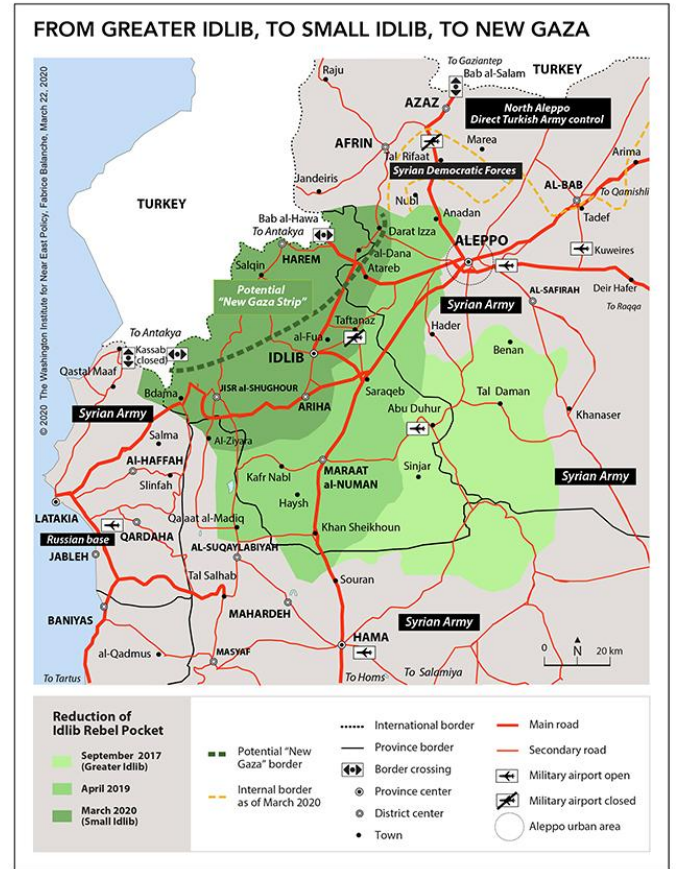 FROM GREATER IDLIB, TO SMALL IDLIB, TO NEW GAZA
© 2020 The Washington Institute for Near East Policy, Fabrice Balanche, March 22, 2020
To Gaziantep
Bab al-Salam
TURKEY
Raju
AZAZ
North Aleppo
Direct Turkish Army control
AFRIN
Marea
Tal Rifaat
Arima
Syrian Democratic Forces
Jandeiris
AL-BAB
To Qamishli
TURKEY
Nubl
Tadef
Bab al-Hawa
Anadan
To Antakya
Darat Izza
ALEPPO
HAREM
al-Dana
Kuweires
Salqin
Atareb
Deir Hafer
AL-SAFIRAH
To Raqqa
Potential
"New Gaza Strip"
Syrian Army
Taftanaz
To Antakya
al-Fua
Hader
Kassab
(closed)
IDLIB
Benan
Qastal Maaf
JISR al-SHUGHOUR
Saraqeb
Tal Daman
Bdama
ARIHA
Abu Duhur
Khanaser
Syrian Army
Salma
Al-Ziyara
Al-HAFFAH
Kafr Nabl
MARAAT
al-NUMAN
Sinjar
Syrian Army
Slinfah
Haysh
LATAKIA
Qalaat al-Madiq
Khan Sheikhoun
Russian base
QARDAHA
AL-SUQAYLABIYAH
JABLEH
Tal Salhab
Souran
BANIYAS
MAHARDEH
Syrian Army
HAMA
al-Qadmus
MASYAF
N
0 20 km
To Tartus
To Homs
To Salamiya
Reduction of
Idlib Rebel Pocket
September 2017
(Greater Idlib)
April 2019
March 2020
(Small Idlib)
Potential "New
Gaza" border
Internal border
as of March 2020
International border
Province border
Border crossing
Province center
District center
Town
Main road
Secondary road
Military airport open
Military airport closed
Aleppo urban area